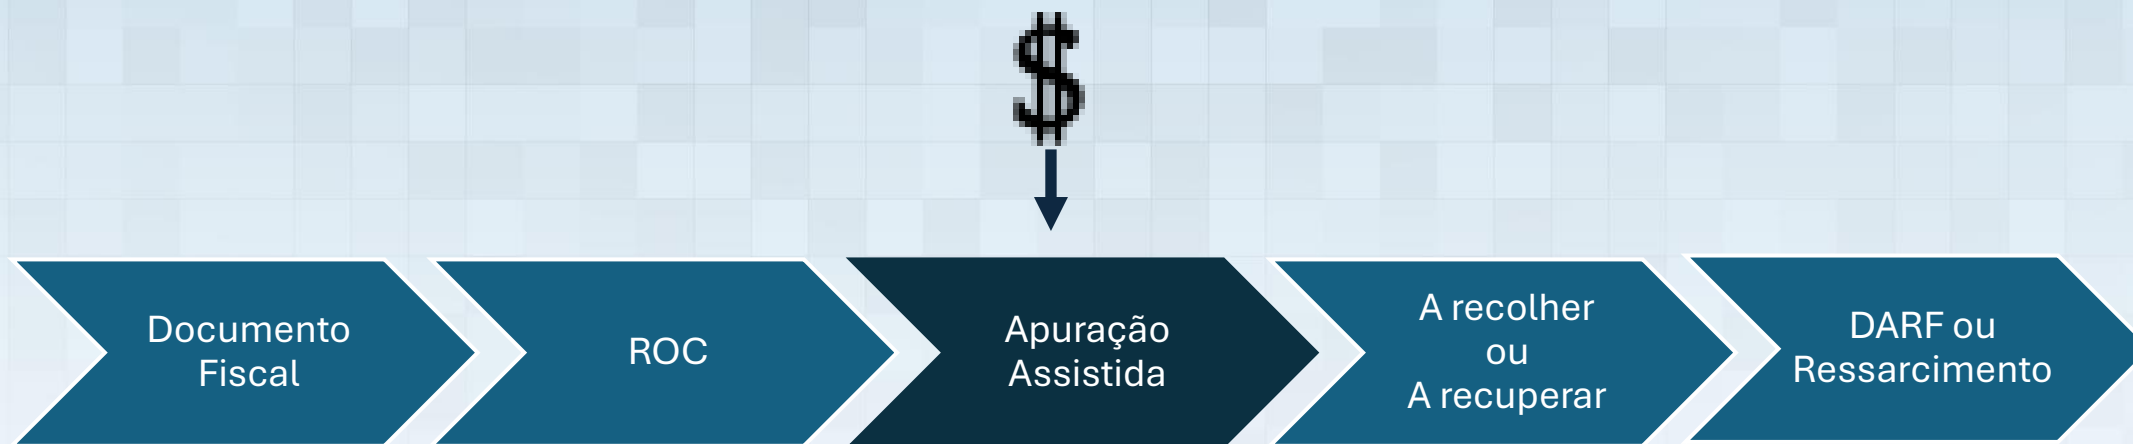 $
Documento
Fiscal
ROC
Apuração
Assistida
A recolher
ou
A recuperar
DARF ou
Ressarcimento